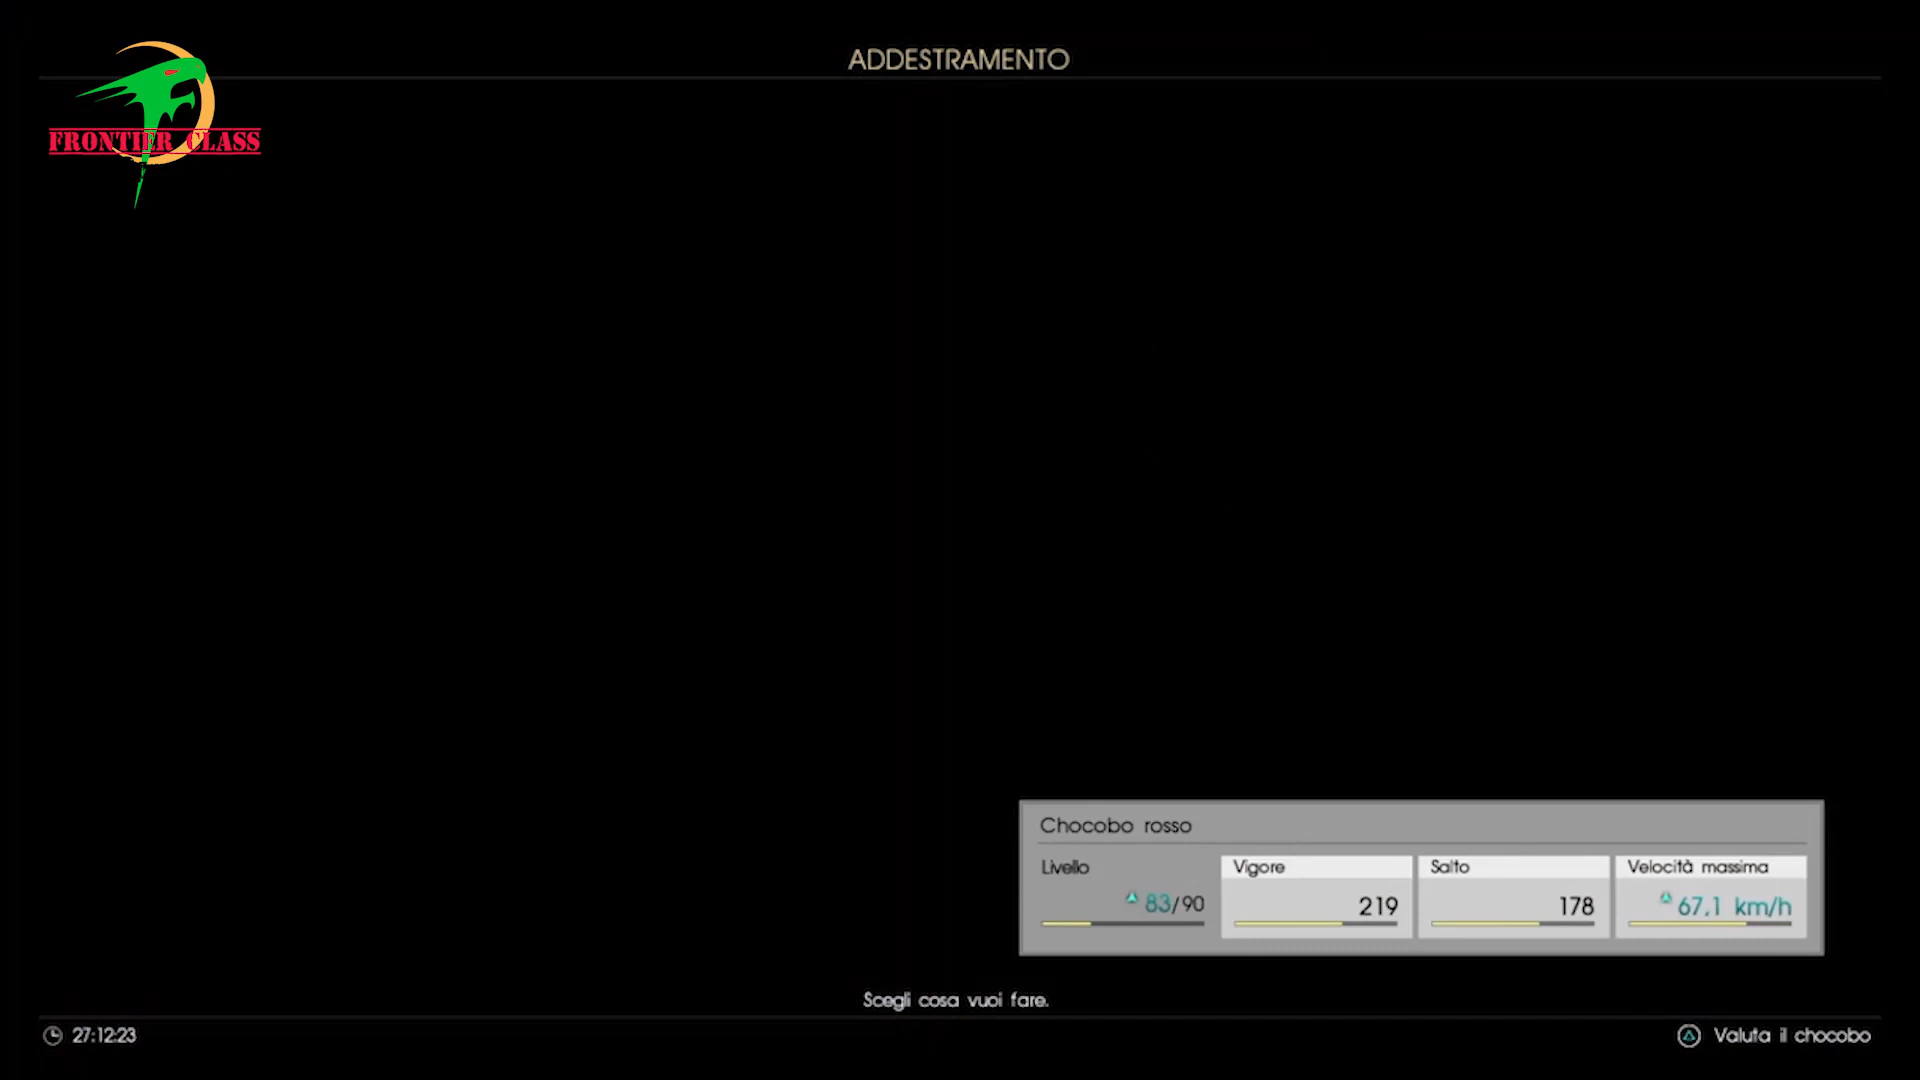 ADDESTRAMENTO
FRONTIER CLASS
Chocobo rosso
Livello
83/90
Vigore
219
Salto
178
Velocità massima
67,1 km/h
Scegli cosa vuoi fare.
27:12:23
Valuta il chocobo